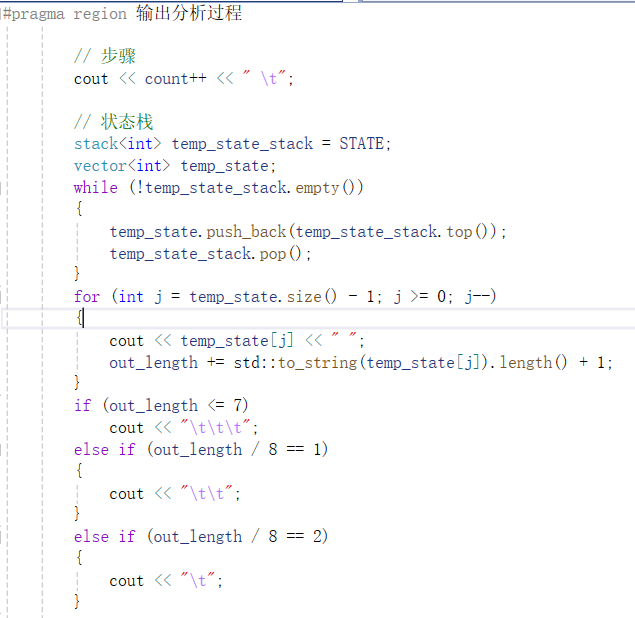 #pragma region 输出分析过程
// 步骤
cout << count++ << " \t";
// 状态栈
stack<int> temp_state_stack = STATE;
vector<int> temp_state;
while (!temp_state_stack.empty())
{
temp_state.push_back(temp_state_stack.top());
temp_state_stack.pop();
}
for (int j = temp_state.size() - 1; j >= 0; j--)
{
cout << temp_state[j] << " ";
out_length += std::to_string(temp_state[j]).length() + 1;
}
if (out_length <= 7)
cout << "\t\t\t";
else if (out_length / 8 == 1)
{
cout << "\t\t";
}
else if (out_length / 8 == 2)
{
cout << "\t";
}